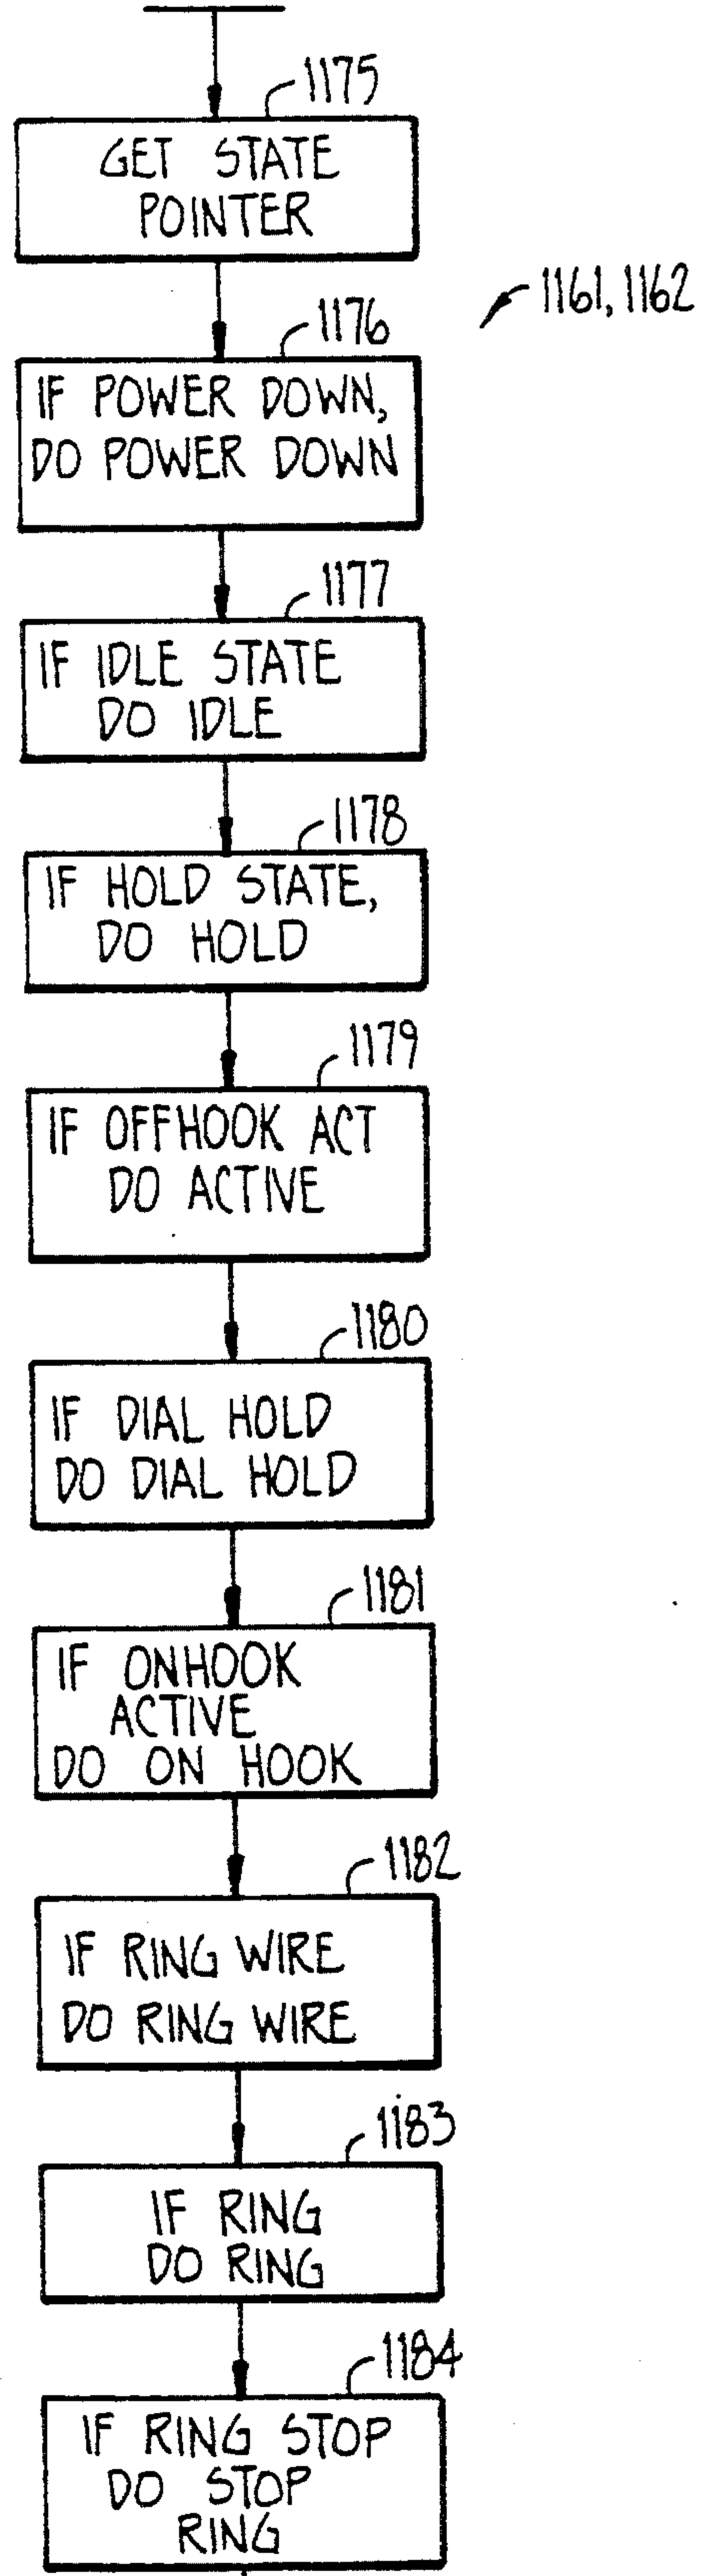 1175
GET STATE
POINTER
1161, 1162
1176
IF POWER DOWN,
DO POWER DOWN
1177
IF IDLE STATE
DO IDLE
1178
IF HOLD STATE,
DO HOLD
1179
IF OFFHOOK ACT
DO ACTIVE
1180
IF DIAL HOLD
DO DIAL HOLD
1181
IF ONHOOK
ACTIVE
DO ON HOOK
1182
IF RING WIRE
DO RING WIRE
1183
IF RING
DO RING
1184
IF RING STOP
DO STOP
RING